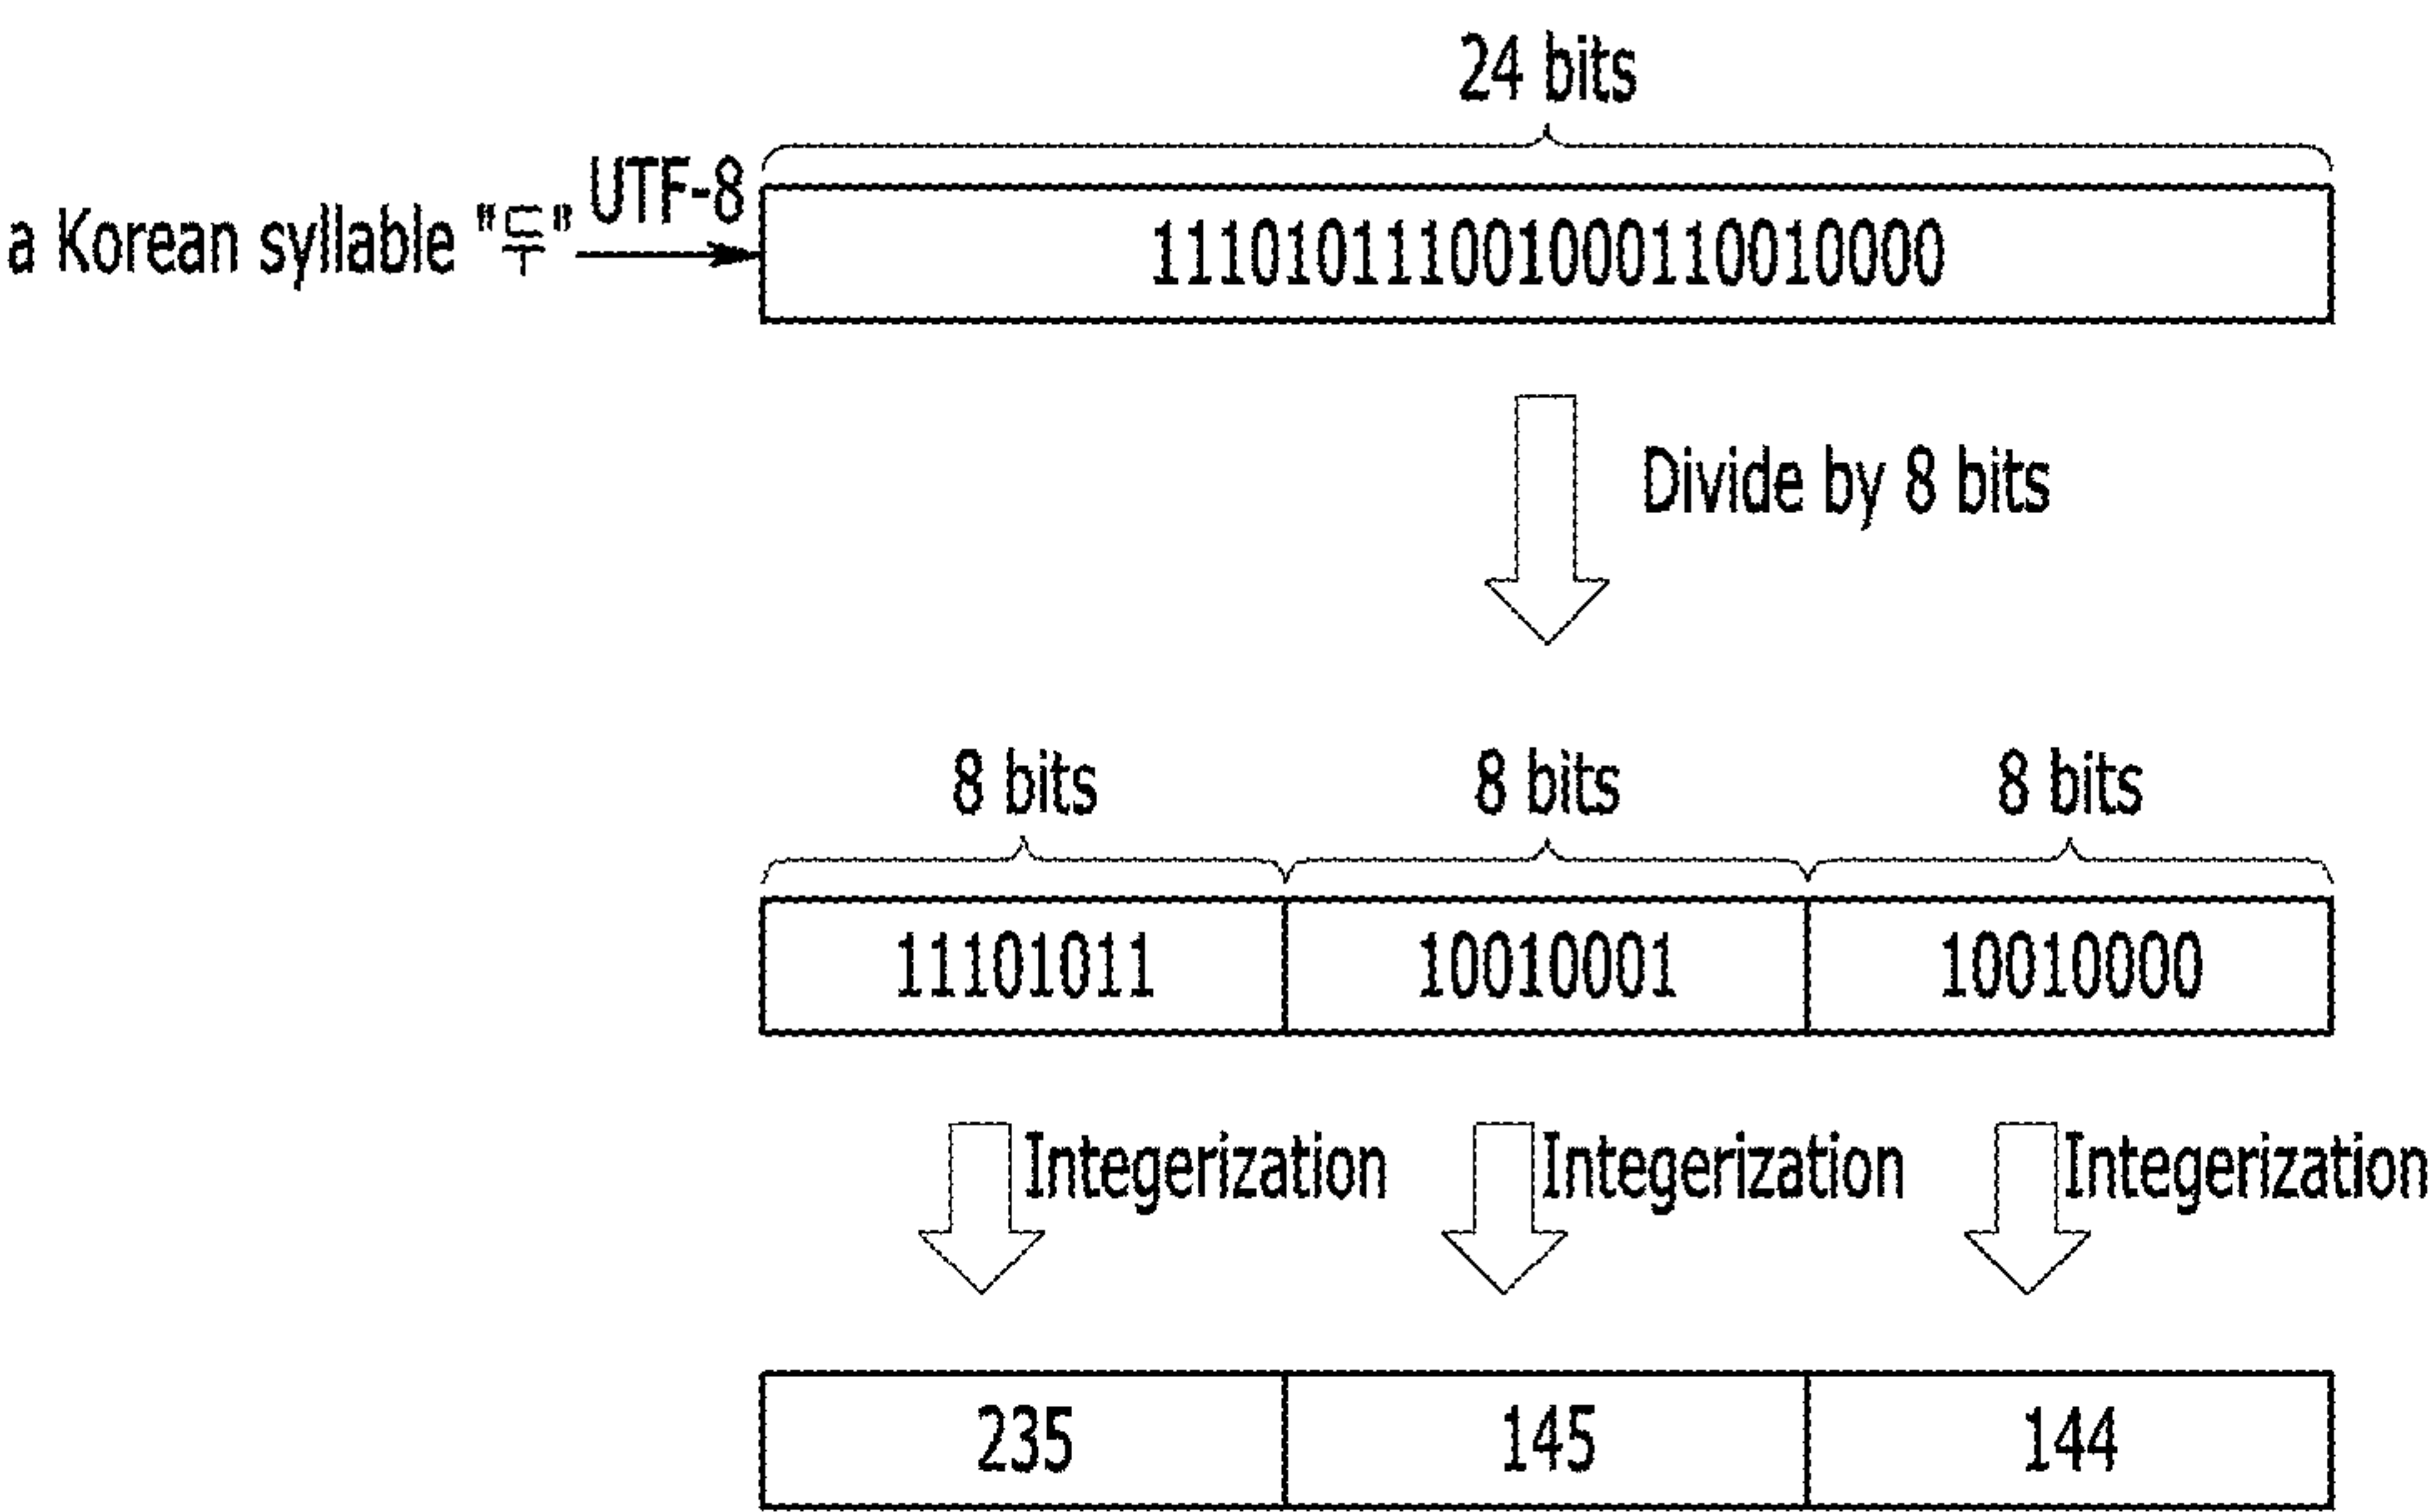 24 bits
a Korean syllable "두" UTF-8 111010111001000110010000
Divide by 8 bits
8 bits 8 bits 8 bits
11101011 10010001 10010000
Integerization Integerization Integerization
235 145 144